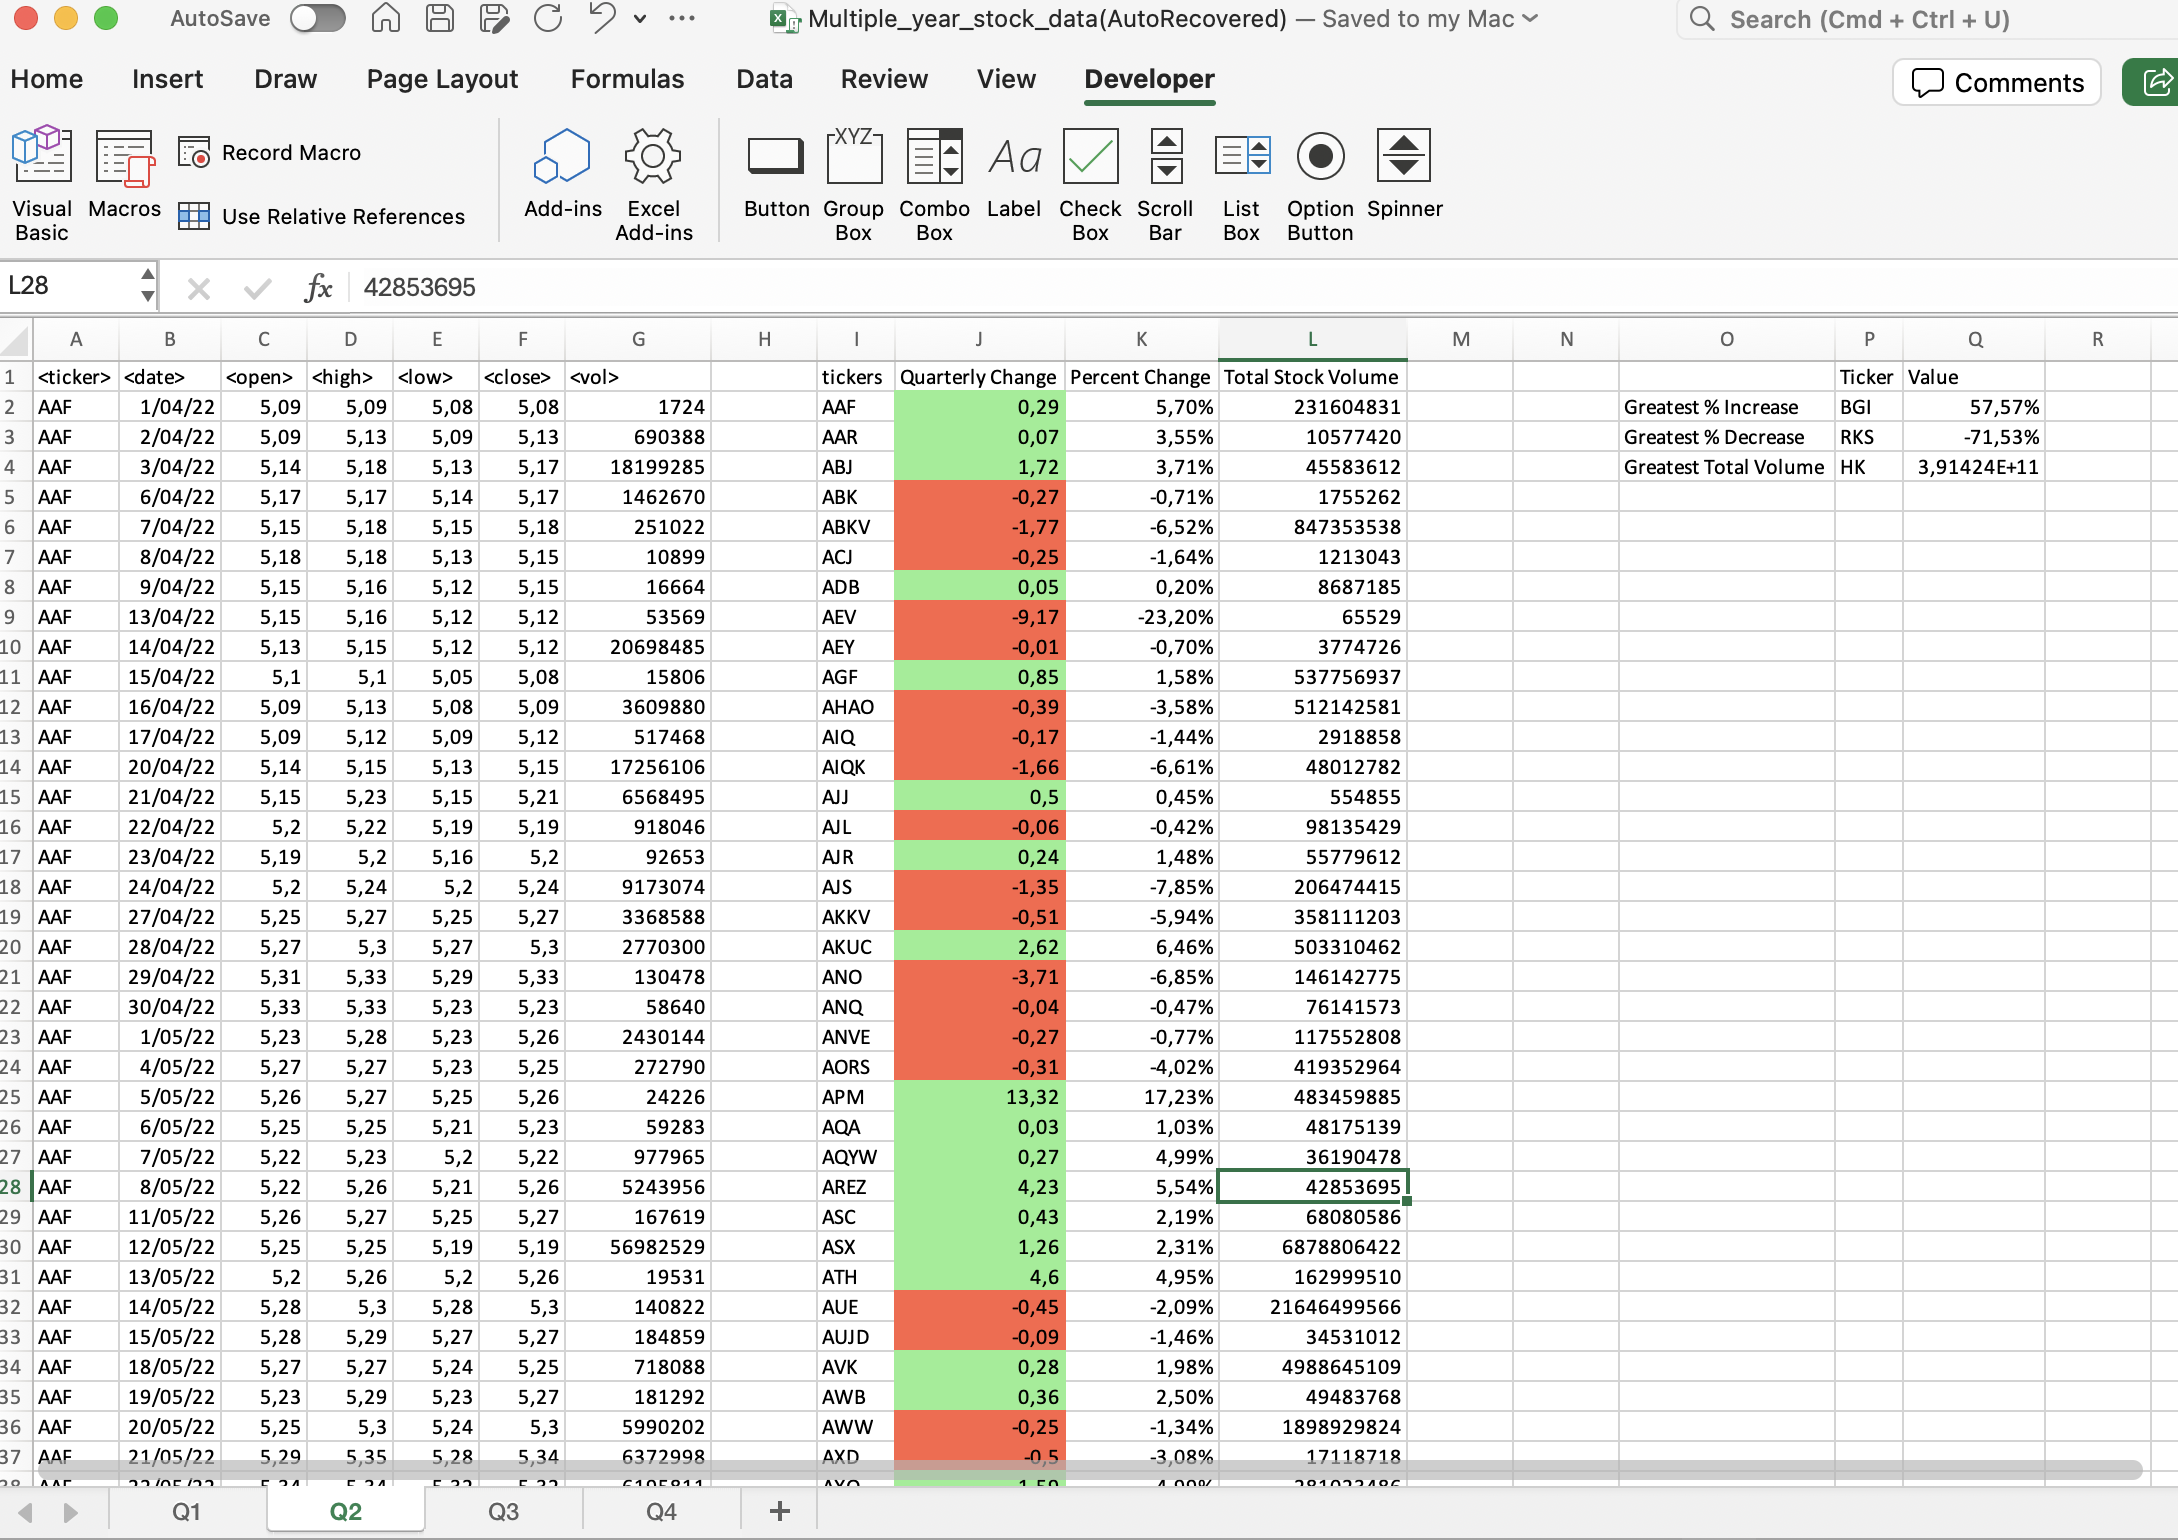 AutoSave Multiple_year_stock_data(AutoRecovered) — Saved to my Mac Search (Cmd + Ctrl + U)
Home Insert Draw Page Layout Formulas Data Review View Developer Comments
Visual Basic Macros Record Macro Use Relative References Add-ins Excel Add-ins Button XYZ Group Box Combo Box Aa Label Check Box Scroll Bar List Box Option Button Spinner
L28 fx 42853695
A B C D E F G H I J K L M N O P Q R
1 <ticker> <date> <open> <high> <low> <close> <vol> tickers Quarterly Change Percent Change Total Stock Volume Ticker Value
2 AAF 1/04/22 5,09 5,09 5,08 5,08 1724 AAF 0,29 5,70% 231604831 Greatest % Increase BGI 57,57%
3 AAF 2/04/22 5,09 5,13 5,09 5,13 690388 AAR 0,07 3,55% 10577420 Greatest % Decrease RKS -71,53%
4 AAF 3/04/22 5,14 5,18 5,13 5,17 18199285 ABJ 1,72 3,71% 45583612 Greatest Total Volume HK 3,91424E+11
5 AAF 6/04/22 5,17 5,17 5,14 5,17 1462670 ABK -0,27 -0,71% 1755262
6 AAF 7/04/22 5,15 5,18 5,15 5,18 251022 ABKV -1,77 -6,52% 847353538
7 AAF 8/04/22 5,18 5,18 5,13 5,15 10899 ACJ -0,25 -1,64% 1213043
8 AAF 9/04/22 5,15 5,16 5,12 5,15 16664 ADB 0,05 0,20% 8687185
9 AAF 13/04/22 5,15 5,16 5,12 5,12 53569 AEV -9,17 -23,20% 65529
10 AAF 14/04/22 5,13 5,15 5,12 5,12 20698485 AEY -0,01 -0,70% 3774726
11 AAF 15/04/22 5,1 5,1 5,05 5,08 15806 AGF 0,85 1,58% 537756937
12 AAF 16/04/22 5,09 5,13 5,08 5,09 3609880 AHAO -0,39 -3,58% 512142581
13 AAF 17/04/22 5,09 5,12 5,09 5,12 517468 AIQ -0,17 -1,44% 2918858
14 AAF 20/04/22 5,14 5,15 5,13 5,15 17256106 AIQK -1,66 -6,61% 48012782
15 AAF 21/04/22 5,15 5,23 5,15 5,21 6568495 AJJ 0,5 0,45% 554855
16 AAF 22/04/22 5,2 5,22 5,19 5,19 918046 AJL -0,06 -0,42% 98135429
17 AAF 23/04/22 5,19 5,2 5,16 5,2 92653 AJR 0,24 1,48% 55779612
18 AAF 24/04/22 5,2 5,24 5,2 5,24 9173074 AJS -1,35 -7,85% 206474415
19 AAF 27/04/22 5,25 5,27 5,25 5,27 3368588 AKKV -0,51 -5,94% 358111203
20 AAF 28/04/22 5,27 5,3 5,27 5,3 2770300 AKUC 2,62 6,46% 503310462
21 AAF 29/04/22 5,31 5,33 5,29 5,33 130478 ANO -3,71 -6,85% 146142775
22 AAF 30/04/22 5,33 5,33 5,23 5,23 58640 ANQ -0,04 -0,47% 76141573
23 AAF 1/05/22 5,23 5,28 5,23 5,26 2430144 ANVE -0,27 -0,77% 117552808
24 AAF 4/05/22 5,27 5,27 5,23 5,25 272790 AORS -0,31 -4,02% 419352964
25 AAF 5/05/22 5,26 5,27 5,25 5,26 24226 APM 13,32 17,23% 483459885
26 AAF 6/05/22 5,25 5,25 5,21 5,23 59283 AQA 0,03 1,03% 48175139
27 AAF 7/05/22 5,22 5,23 5,2 5,22 977965 AQYW 0,27 4,99% 36190478
28 AAF 8/05/22 5,22 5,26 5,21 5,26 5243956 AREZ 4,23 5,54% 42853695
29 AAF 11/05/22 5,26 5,27 5,25 5,27 167619 ASC 0,43 2,19% 68080586
30 AAF 12/05/22 5,25 5,25 5,19 5,19 56982529 ASX 1,26 2,31% 6878806422
31 AAF 13/05/22 5,2 5,26 5,2 5,26 19531 ATH 4,6 4,95% 162999510
32 AAF 14/05/22 5,28 5,3 5,28 5,3 140822 AUE -0,45 -2,09% 21646499566
33 AAF 15/05/22 5,28 5,29 5,27 5,27 184859 AUJD -0,09 -1,46% 34531012
34 AAF 18/05/22 5,27 5,27 5,24 5,25 718088 AVK 0,28 1,98% 4988645109
35 AAF 19/05/22 5,23 5,29 5,23 5,27 181292 AWB 0,36 2,50% 49483768
36 AAF 20/05/22 5,25 5,3 5,24 5,3 5990202 AWW -0,25 -1,34% 1898929824
37 AAF 21/05/22 5,29 5,35 5,28 5,34 6372998 AXD -0,5 -3,08% 17118718
Q1 Q2 Q3 Q4 +